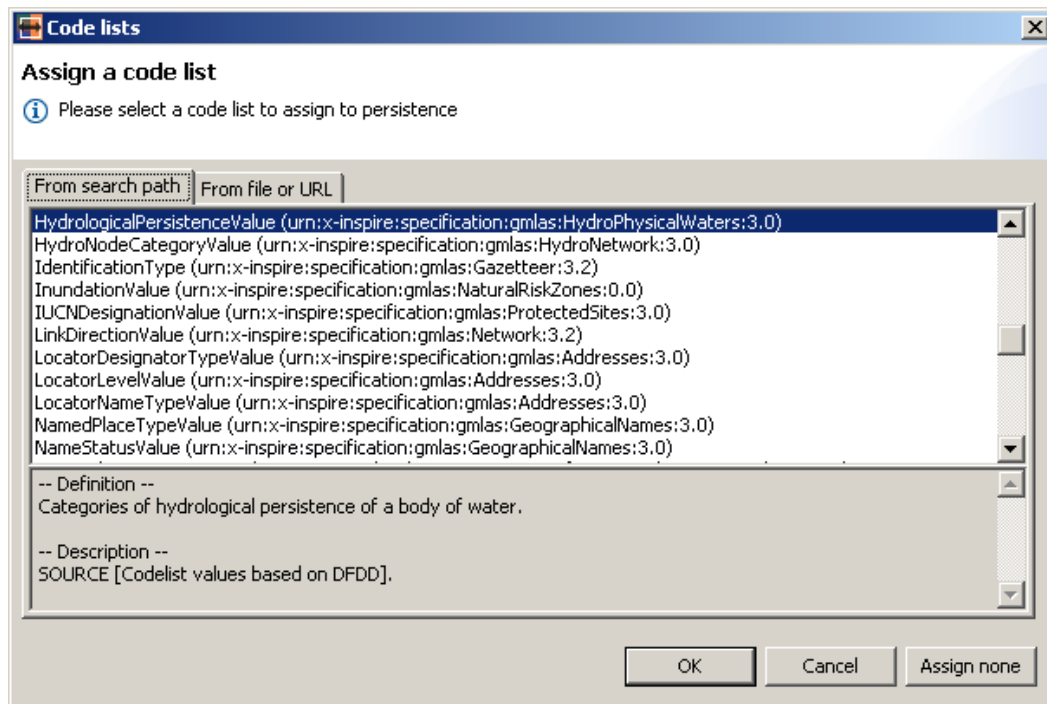 Code lists
Assign a code list
Please select a code list to assign to persistence
From search path From file or URL
HydrologicalPersistenceValue (urn:x-inspire:specification:gmlas:HydroPhysicalWaters:3.0)
HydroNodeCategoryValue (urn:x-inspire:specification:gmlas:HydroNetwork:3.0)
IdentificationType (urn:x-inspire:specification:gmlas:Gazetteer:3.2)
InundationValue (urn:x-inspire:specification:gmlas:NaturalRiskZones:0.0)
IUCNDesignationValue (urn:x-inspire:specification:gmlas:ProtectedSites:3.0)
LinkDirectionValue (urn:x-inspire:specification:gmlas:Network:3.2)
LocatorDesignatorTypeValue (urn:x-inspire:specification:gmlas:Addresses:3.0)
LocatorLevelValue (urn:x-inspire:specification:gmlas:Addresses:3.0)
LocatorNameTypeValue (urn:x-inspire:specification:gmlas:Addresses:3.0)
NamedPlaceTypeValue (urn:x-inspire:specification:gmlas:GeographicalNames:3.0)
NameStatusValue (urn:x-inspire:specification:gmlas:GeographicalNames:3.0)
-- Definition --
Categories of hydrological persistence of a body of water.
-- Description --
SOURCE [Codelist values based on DFDD].
OK Cancel Assign none